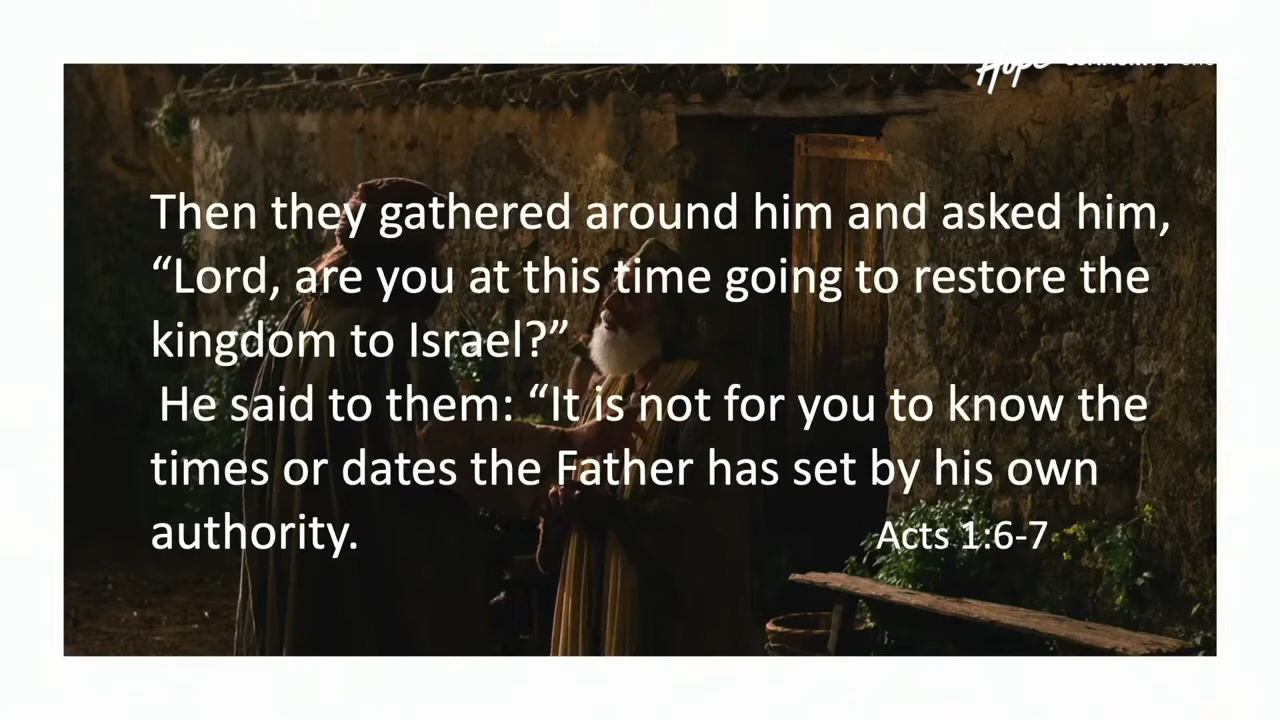 Hope
Then they gathered around him and asked him,
“Lord, are you at this time going to restore the
kingdom to Israel?”
He said to them: “It is not for you to know the
times or dates the Father has set by his own
authority.
Acts 1:6-7